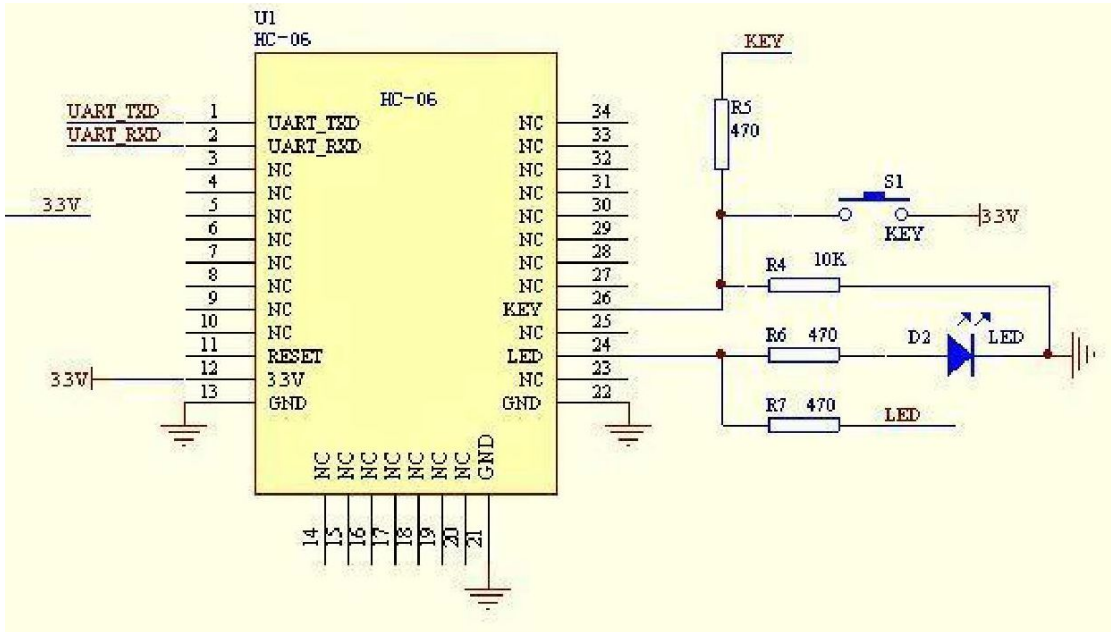 U1
HC-06
HC-06
KEY
R5
470
UART_TXD 1 UART_TXD NC 34
UART_RXD 2 UART_RXD NC 33
3 NC NC 32
4 NC NC 31
33V 5 NC NC 30
6 NC NC 29
7 NC NC 28
8 NC NC 27
9 NC KEY 26
10 NC NC 25
11 RESET LED 24
33V 12 33V NC 23
13 GND GND 22
S1
KEY
33V
R4 10K
R6 470
D2 LED
R7 470 LED
NC NC NC NC NC NC NC GND
14 15 16 17 18 19 20 21